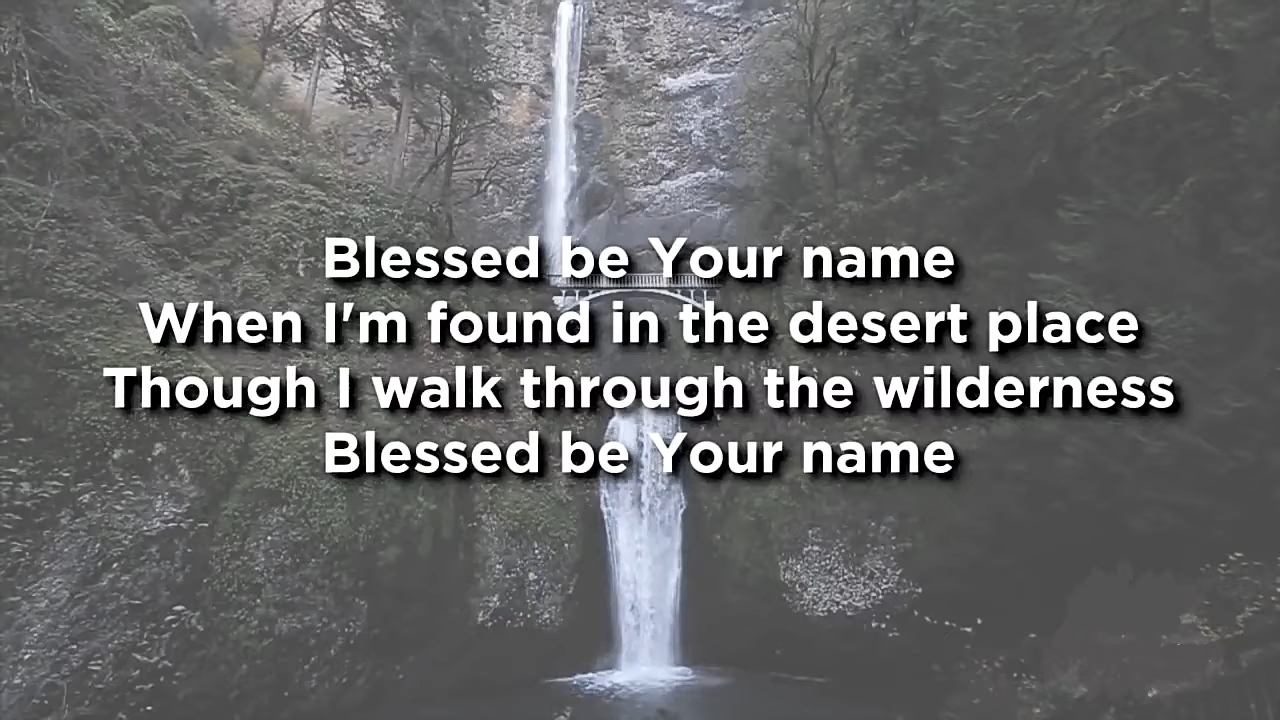 Blessed be Your name
When I'm found in the desert place
Though I walk through the wilderness
Blessed be Your name